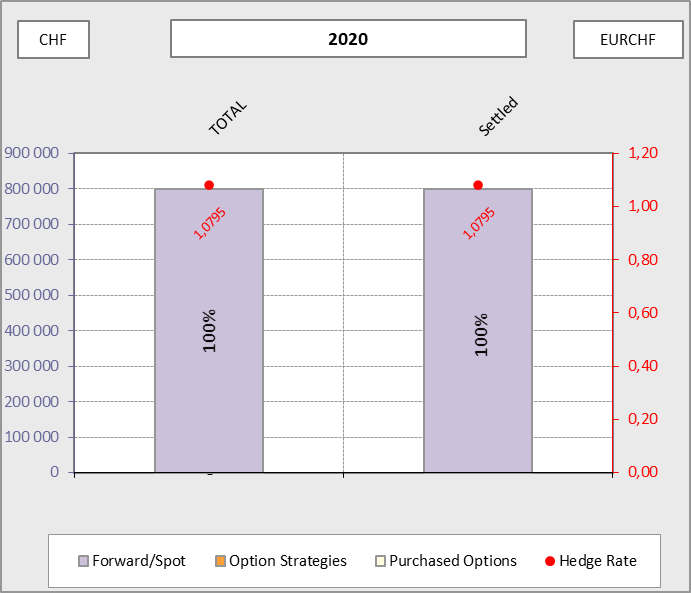 CHF
2020
EURCHF
TOTAL
Settled
900 000
800 000
700 000
600 000
500 000
400 000
300 000
200 000
100 000
0
1,0795
100%
1,0795
100%
1,20
1,00
0,80
0,60
0,40
0,20
0,00
Forward/Spot
Option Strategies
Purchased Options
Hedge Rate